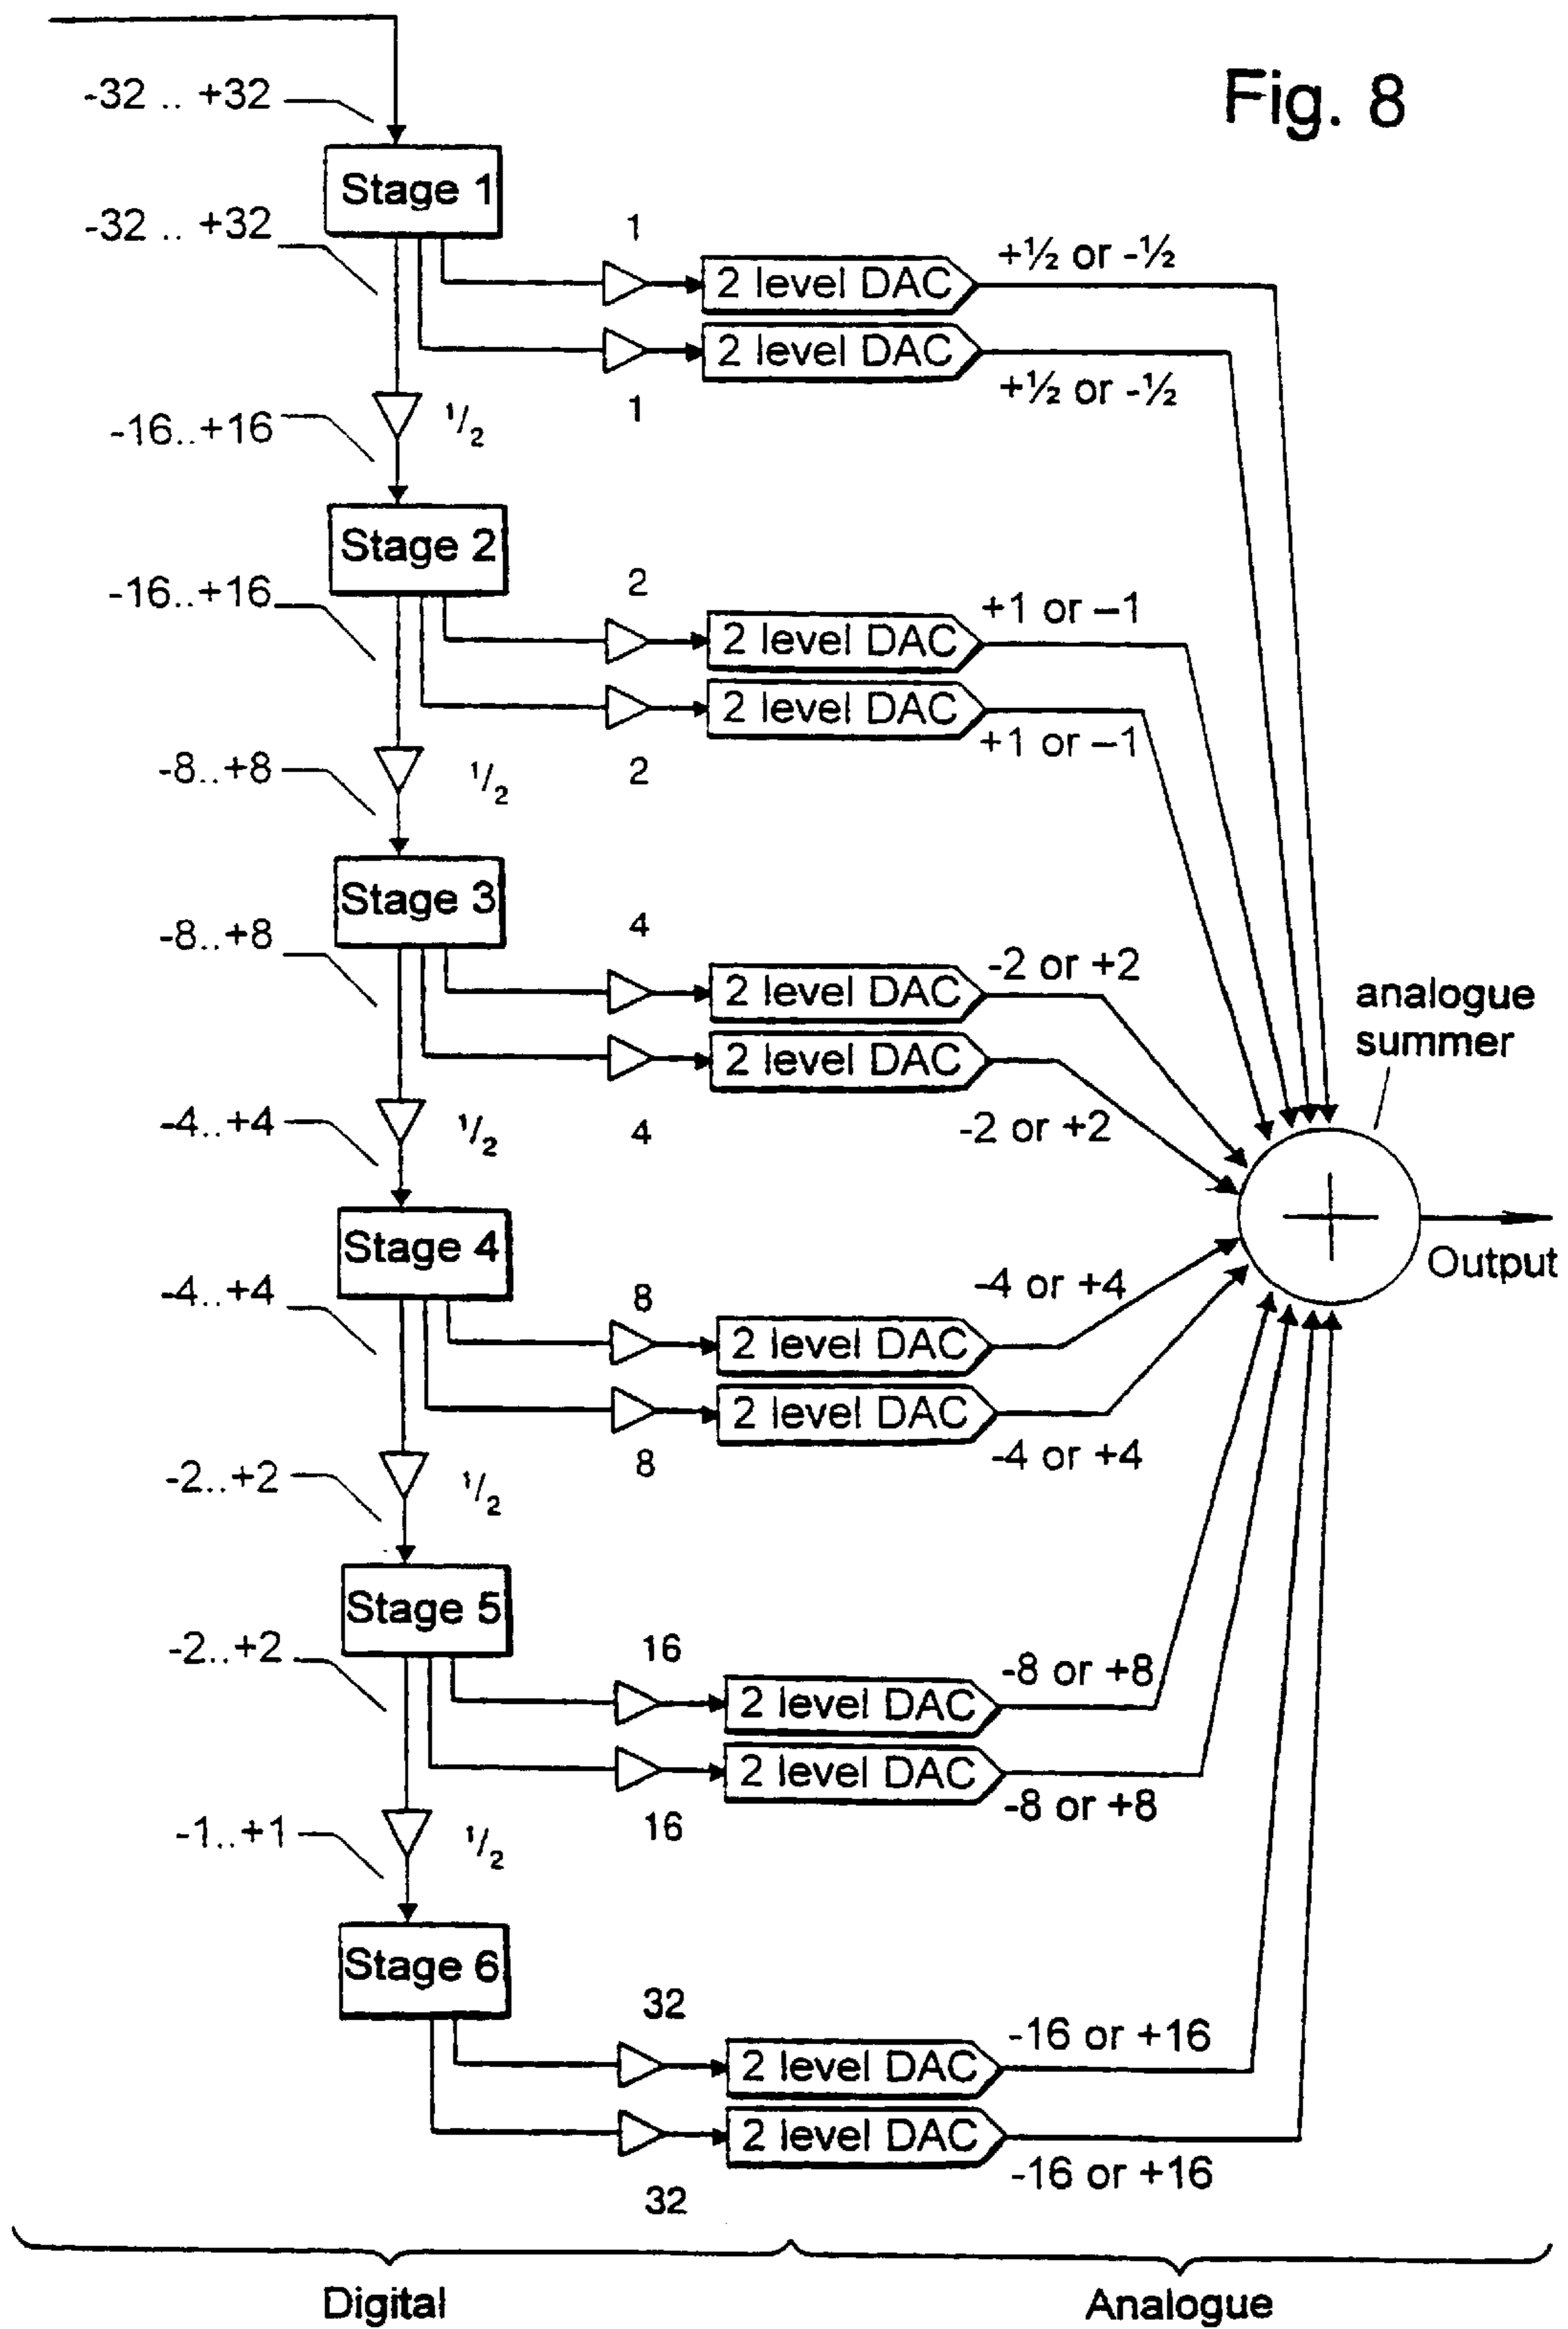 Fig. 8
-32 .. +32
Stage 1
-32 .. +32
1
2 level DAC
+½ or -½
2 level DAC
+½ or -½
1
1/2
-16..+16
Stage 2
-16..+16
2
2 level DAC
+1 or –1
2 level DAC
+1 or –1
2
1/2
-8..+8
Stage 3
-8..+8
4
2 level DAC
-2 or +2
2 level DAC
-2 or +2
4
analogue
summer
1/2
-4..+4
Stage 4
Output
-4..+4
8
2 level DAC
-4 or +4
2 level DAC
-4 or +4
8
1/2
-2..+2
Stage 5
-2..+2
16
2 level DAC
-8 or +8
2 level DAC
-8 or +8
16
1/2
-1..+1
Stage 6
32
2 level DAC
-16 or +16
2 level DAC
-16 or +16
32
Digital
Analogue